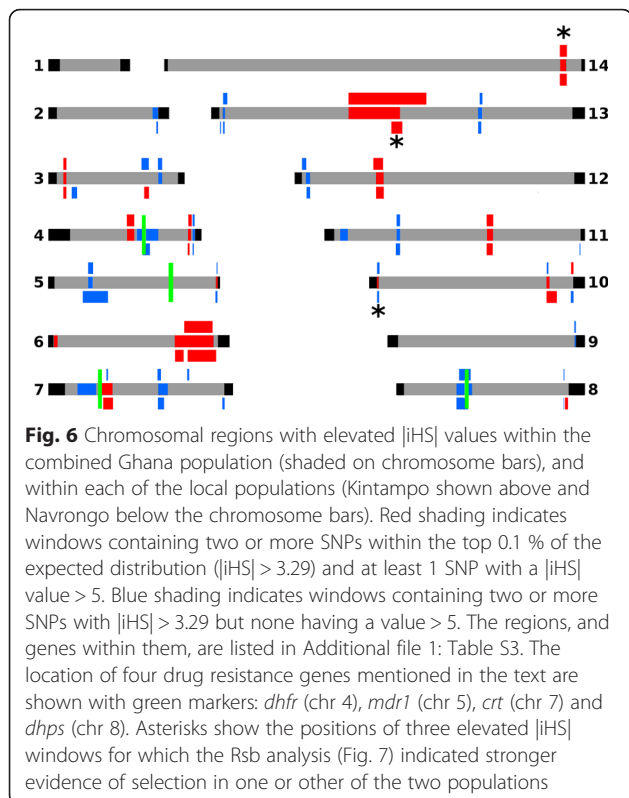 *
1 14
2 13
*
3 12
4 11
5 10
*
6 9
7 8
Fig. 6 Chromosomal regions with elevated |iHS| values within the
combined Ghana population (shaded on chromosome bars), and
within each of the local populations (Kintampo shown above and
Navrongo below the chromosome bars). Red shading indicates
windows containing two or more SNPs within the top 0.1 % of the
expected distribution (|iHS| > 3.29) and at least 1 SNP with a |iHS|
value > 5. Blue shading indicates windows containing two or more
SNPs with |iHS| > 3.29 but none having a value > 5. The regions, and
genes within them, are listed in Additional file 1: Table S3. The
location of four drug resistance genes mentioned in the text are
shown with green markers: dhfr (chr 4), mdr1 (chr 5), crt (chr 7) and
dhps (chr 8). Asterisks show the positions of three elevated |iHS|
windows for which the Rsb analysis (Fig. 7) indicated stronger
evidence of selection in one or other of the two populations